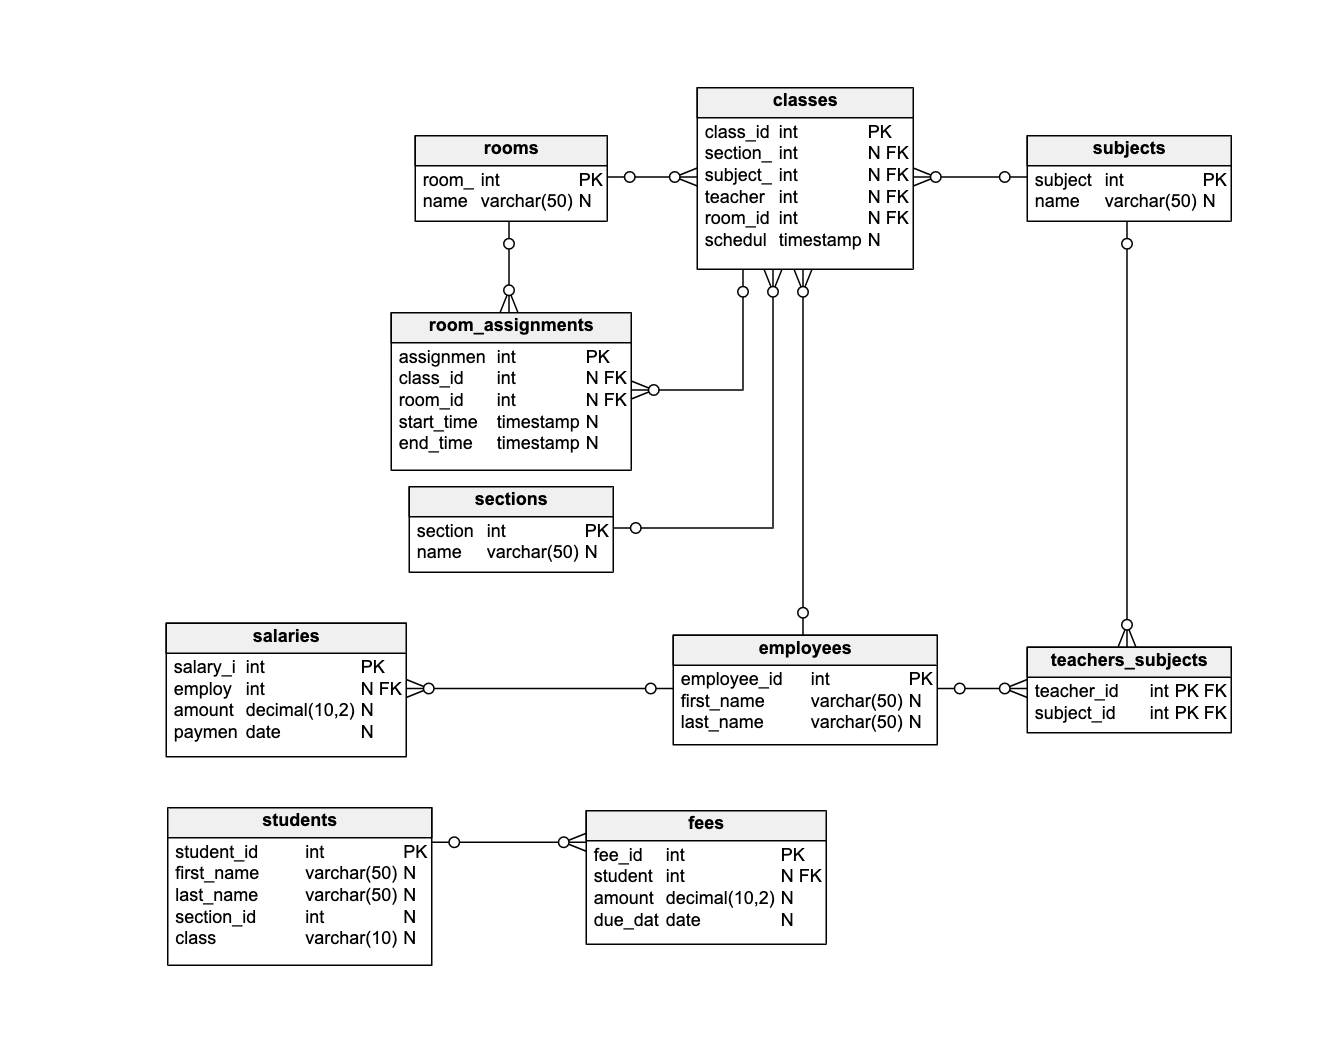 classes
class_id int PK
section_ int N FK
subject_ int N FK
teacher int N FK
room_id int N FK
schedul timestamp N
rooms
room_ int PK
name varchar(50) N
subjects
subject int PK
name varchar(50) N
room_assignments
assignmen int PK
class_id int N FK
room_id int N FK
start_time timestamp N
end_time timestamp N
sections
section int PK
name varchar(50) N
salaries
salary_i int PK
employ int N FK
amount decimal(10,2) N
paymen date N
employees
employee_id int PK
first_name varchar(50) N
last_name varchar(50) N
teachers_subjects
teacher_id int PK FK
subject_id int PK FK
students
student_id int PK
first_name varchar(50) N
last_name varchar(50) N
section_id int N
class varchar(10) N
fees
fee_id int PK
student int N FK
amount decimal(10,2) N
due_dat date N